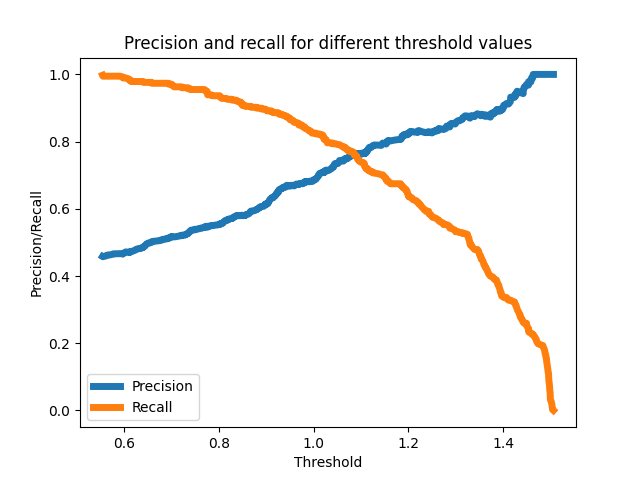 Precision and recall for different threshold values
Precision/Recall
1.0
0.8
0.6
0.4
0.2
0.0
Precision
Recall
0.6 0.8 1.0 1.2 1.4
Threshold